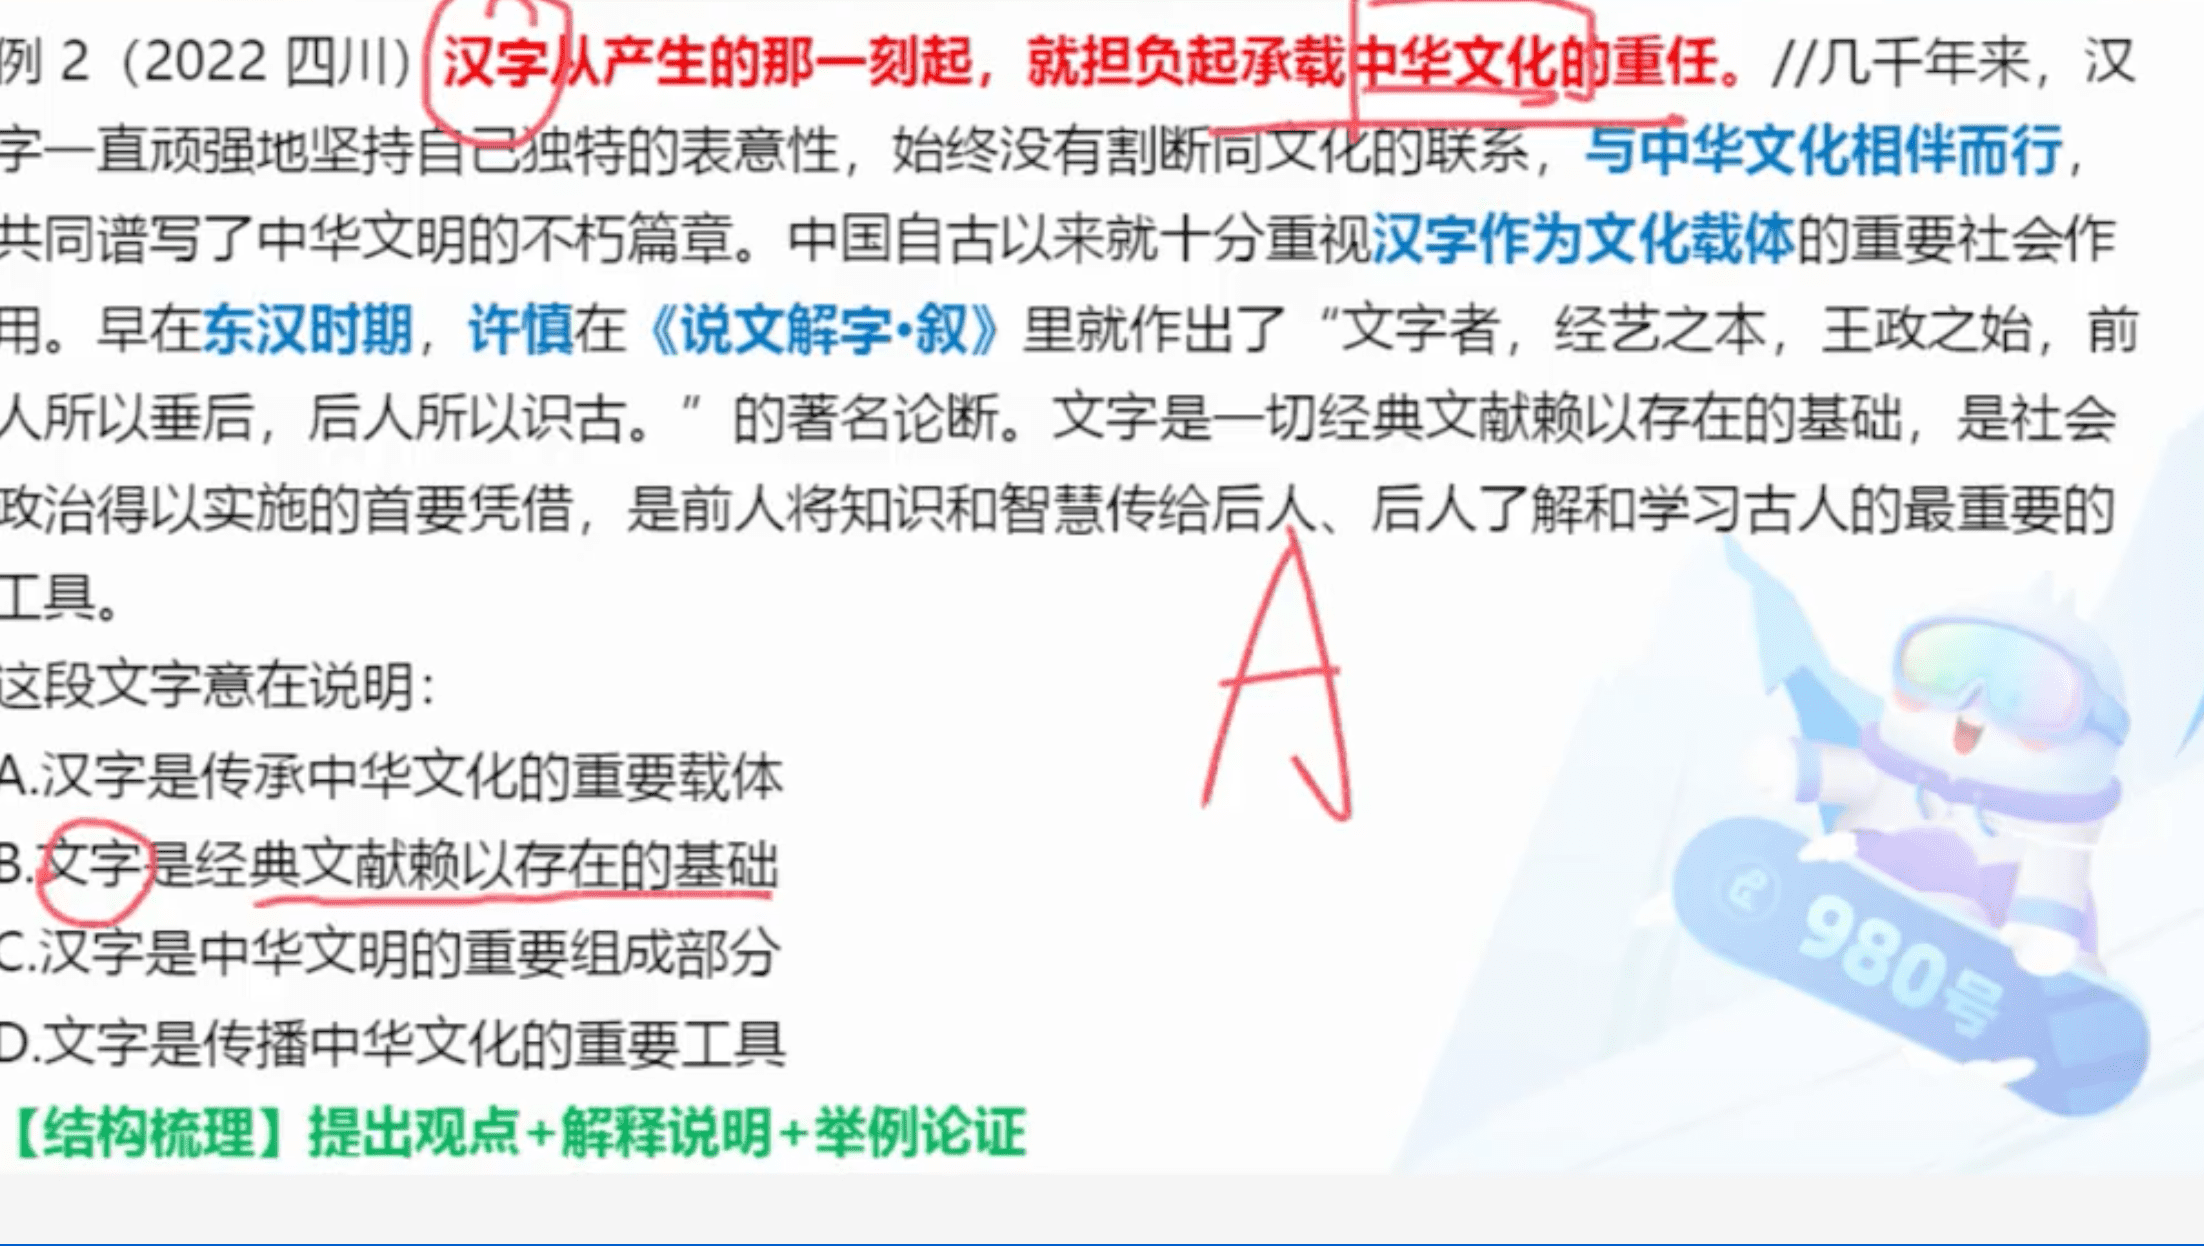 例 2（2022 四川）汉字从产生的那一刻起，就担负起承载中华文化的重任。//几千年来，汉
字一直顽强地坚持自己独特的表意性，始终没有割断同文化的联系，与中华文化相伴而行，
共同谱写了中华文明的不朽篇章。中国自古以来就十分重视汉字作为文化载体的重要社会作
用。早在东汉时期，许慎在《说文解字•叙》里就作出了“文字者，经艺之本，王政之始，前
人所以垂后，后人所以识古。”的著名论断。文字是一切经典文献赖以存在的基础，是社会
政治得以实施的首要凭借，是前人将知识和智慧传给后人、后人了解和学习古人的最重要的
工具。
A
这段文字意在说明：
A.汉字是传承中华文化的重要载体
B.文字是经典文献赖以存在的基础
C.汉字是中华文明的重要组成部分
D.文字是传播中华文化的重要工具
980号
【结构梳理】提出观点+解释说明+举例论证